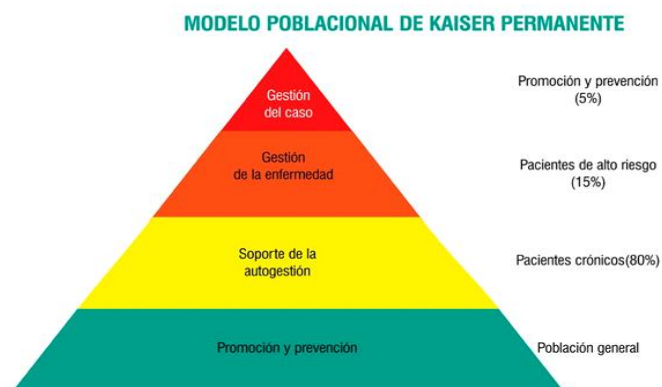 MODELO POBLACIONAL DE KAISER PERMANENTE
Gestión
del caso
Promoción y prevención
(5%)
Gestión
de la enfermedad
Pacientes de alto riesgo
(15%)
Soporte de la
autogestión
Pacientes crónicos(80%)
Promoción y prevención
Población general